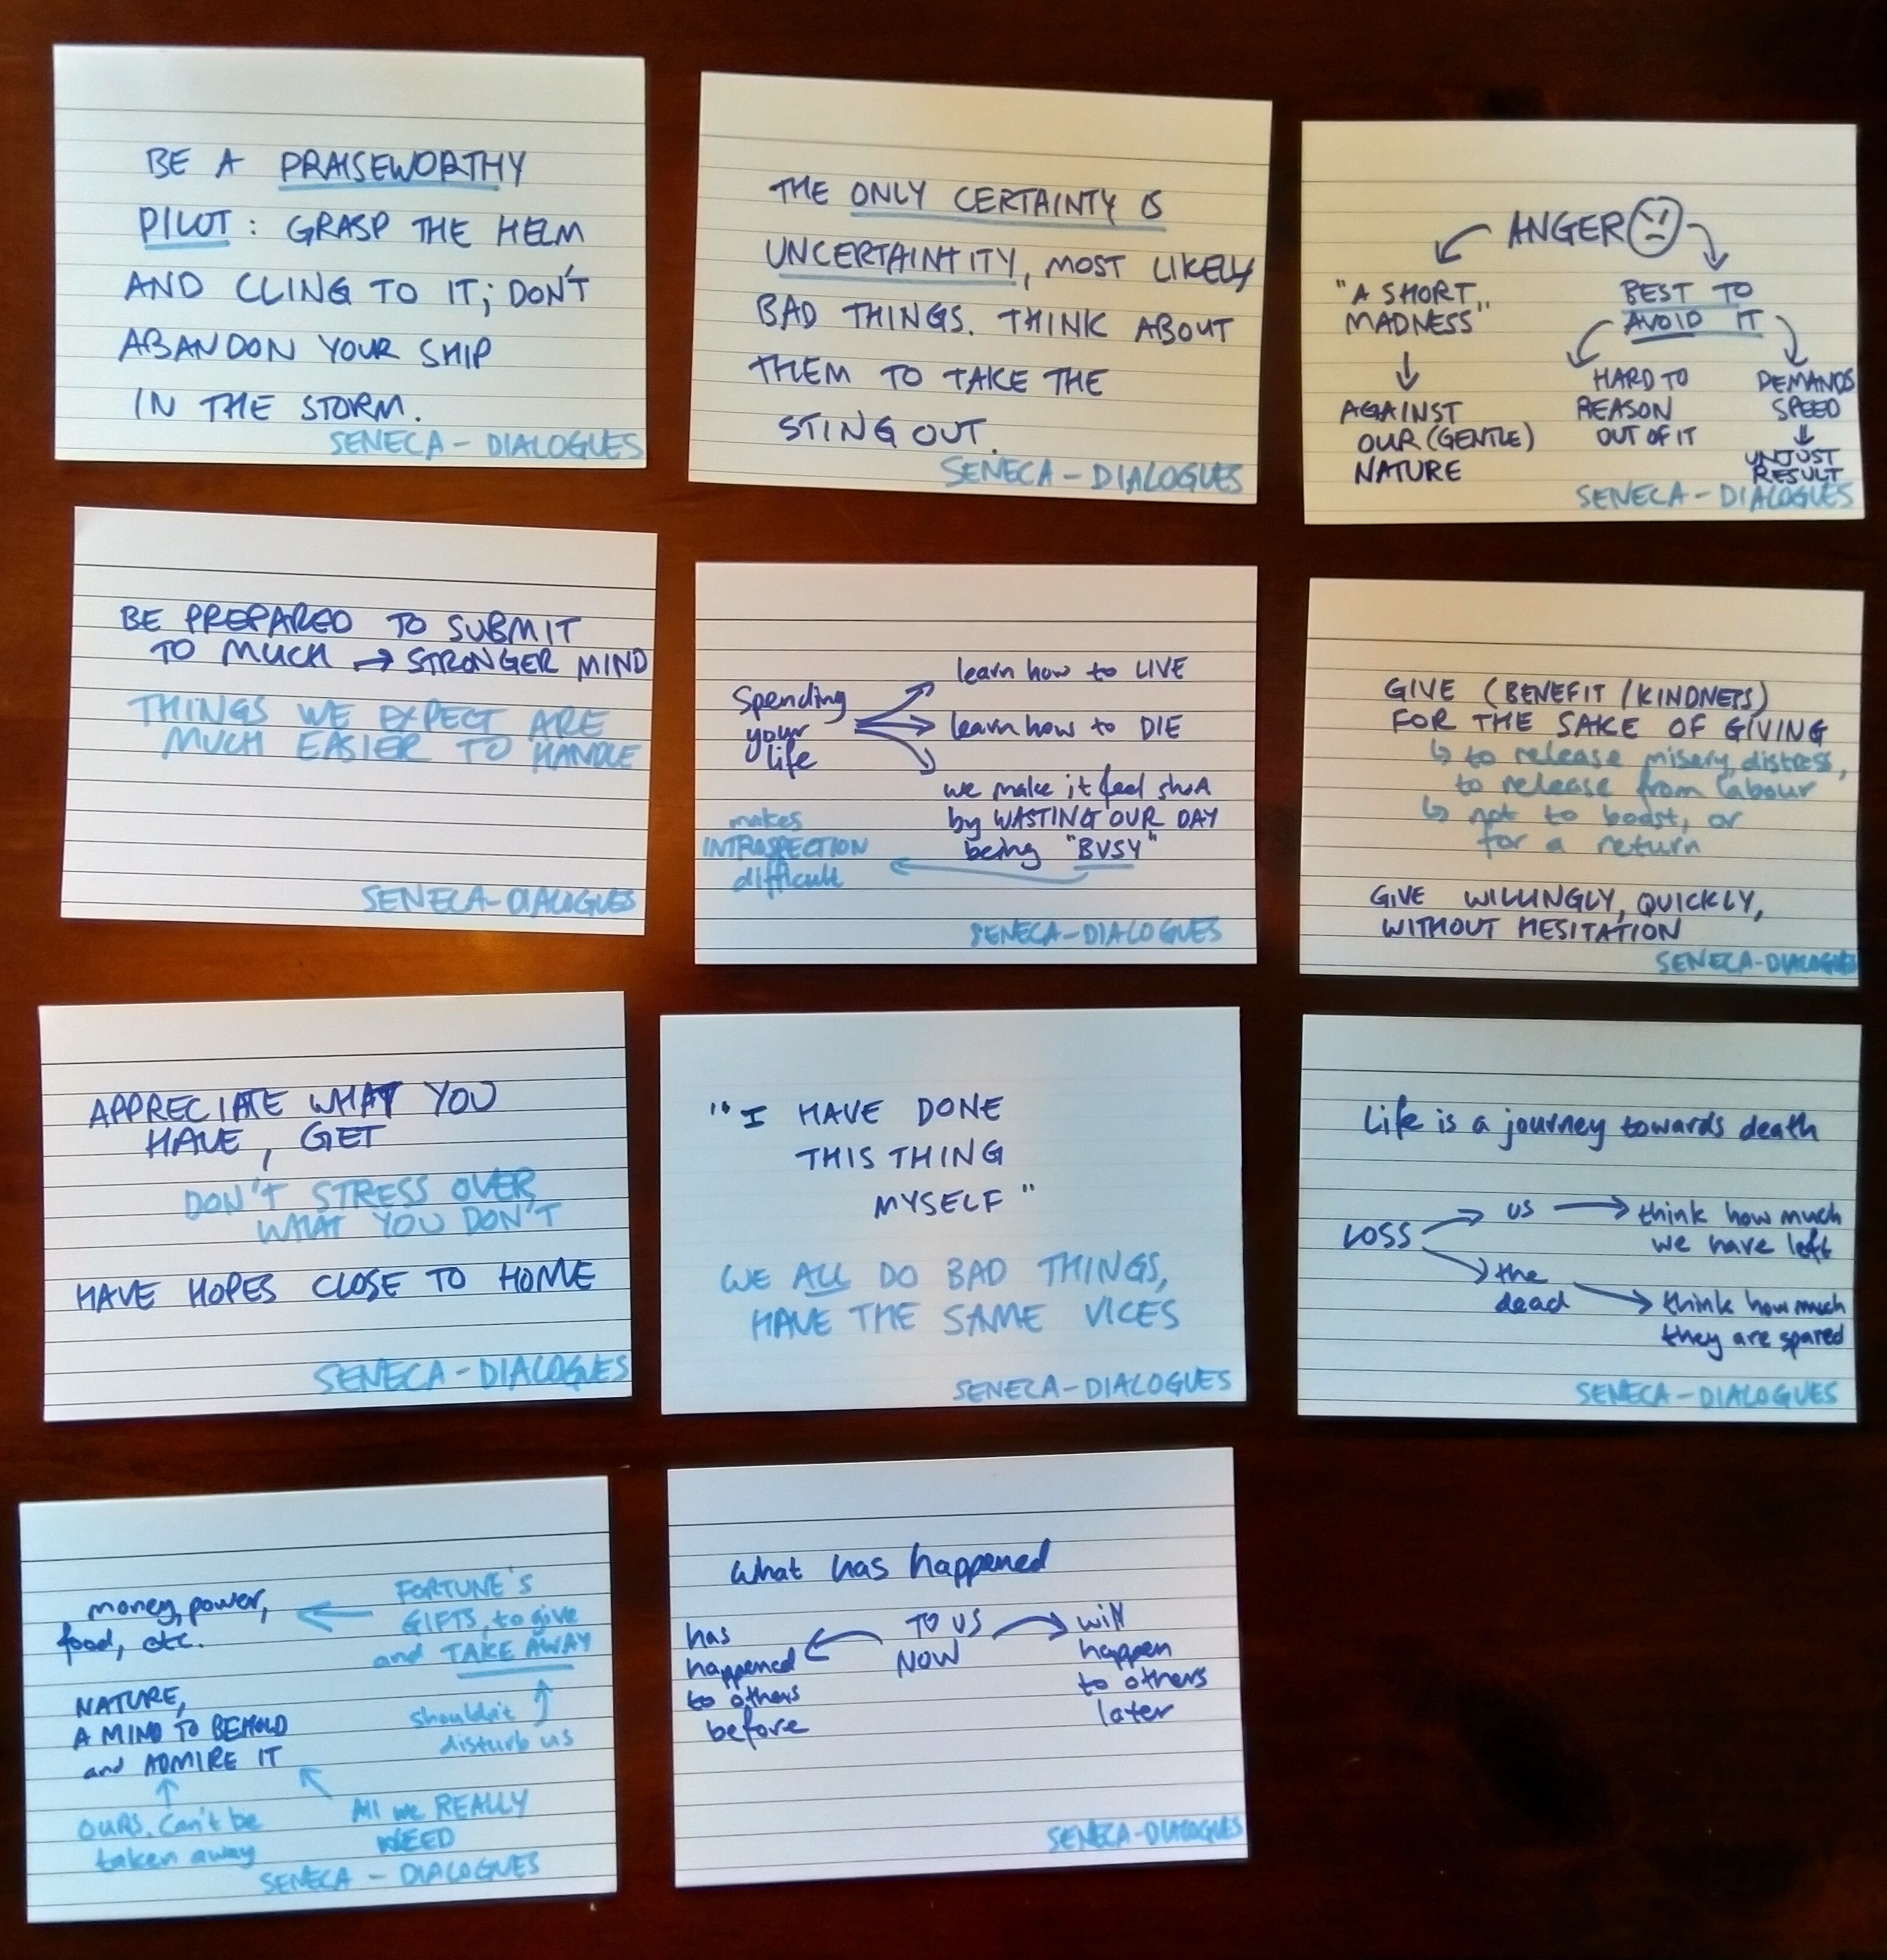 BE A PRAISEWORTHY
PILOT: GRASP THE HELM
AND CLING TO IT; DON'T
ABANDON YOUR SHIP
IN THE STORM.
SENECA - DIALOGUES
THE ONLY CERTAINTY IS
UNCERTAINTITY, MOST LIKELY
BAD THINGS. THINK ABOUT
THEM TO TAKE THE
STING OUT.
SENECA - DIALOGUES
ANGER
"A SHORT
MADNESS"
AGAINST
OUR (GENTLE)
NATURE
BEST TO
AVOID IT
HARD TO
REASON
OUT OF IT
DEMANDS
SPEED
UNJUST
RESULT
SENECA - DIALOGUES
BE PREPARED TO SUBMIT
TO MUCH → STRONGER MIND
THINGS WE EXPECT ARE
MUCH EASIER TO HANDLE
SENECA-DIALOGUES
Spending
your
life
learn how to LIVE
learn how to DIE
we make it feel short
by WASTING OUR DAY
being "BUSY"
makes
INTROSPECTION
difficult
SENECA-DIALOGUES
GIVE (BENEFIT/KINDNESS)
FOR THE SAKE OF GIVING
↳ to release misery, distress,
to release from labour
↳ not to boast, or
for a return
GIVE WILLINGLY, QUICKLY,
WITHOUT HESITATION
SENECA-DIALOGUES
APPRECIATE WHAT YOU
HAVE, GET
DON'T STRESS OVER
WHAT YOU DON'T
HAVE HOPES CLOSE TO HOME
SENECA-DIALOGUES
"I HAVE DONE
THIS THING
MYSELF"
WE ALL DO BAD THINGS,
HAVE THE SAME VICES
SENECA-DIALOGUES
Life is a journey towards death
LOSS
us → think how much
we have left
the
dead → think how much
they are spared
SENECA-DIALOGUES
money, power,
food, etc.
FORTUNE'S
GIFTS, to give
and TAKE AWAY
shouldn't
disturb us
NATURE,
A MIND TO BEHOLD
and ADMIRE IT
OURS. Can't be
taken away
All we REALLY
NEED
SENECA - DIALOGUES
What has happened
TO US
NOW
has
happened
to others
before
will
happen
to others
later
SENECA-DIALOGUES